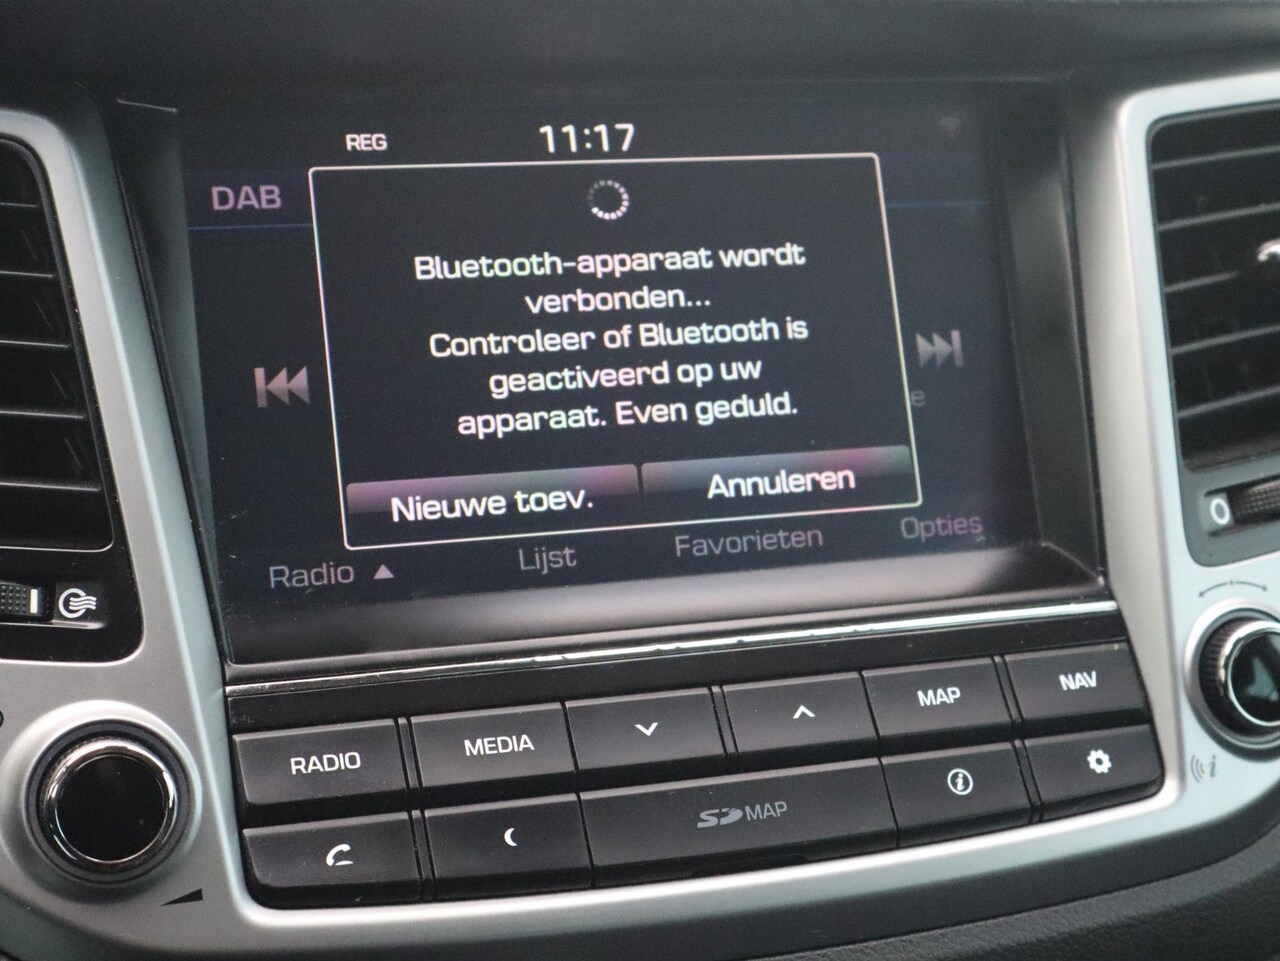 REG
11:17
DAB
Bluetooth-apparaat wordt
verbonden...
Controleer of Bluetooth is
geactiveerd op uw
apparaat. Even geduld.
Nieuwe toev.
Annuleren
Radio ▲
Lijst
Favorieten
Opties
RADIO
MEDIA
MAP
NAV
SD MAP
i
0
i